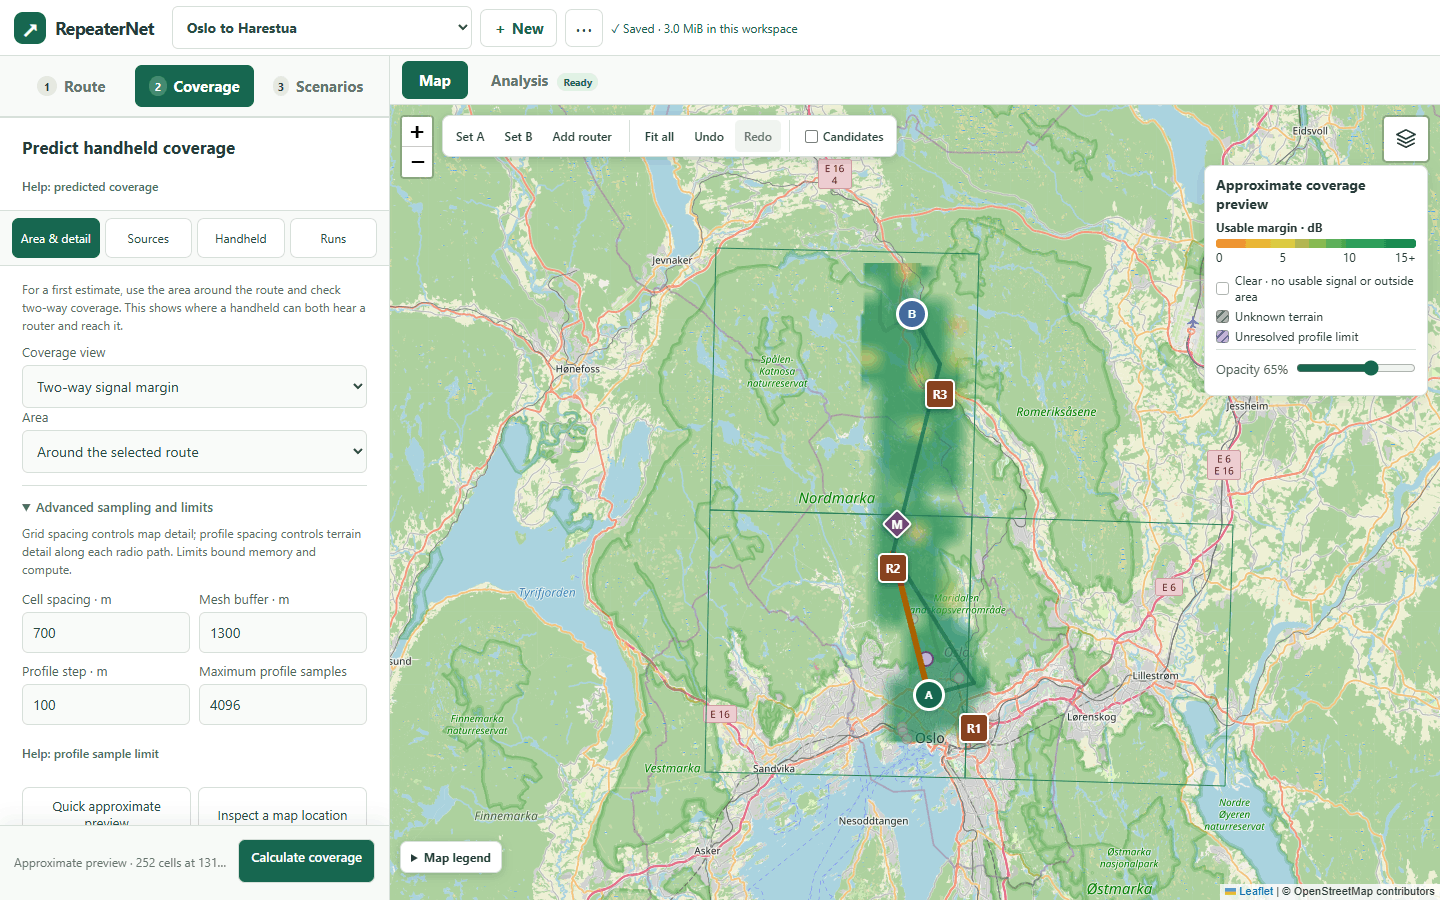 RepeaterNet
Oslo to Harestua
+ New
...
✓ Saved · 3.0 MiB in this workspace
1 Route
2 Coverage
3 Scenarios
Map
Analysis Ready
Predict handheld coverage
Help: predicted coverage
Area & detail
Sources
Handheld
Runs
For a first estimate, use the area around the route and check
two-way coverage. This shows where a handheld can both hear a
router and reach it.
Coverage view
Two-way signal margin
Area
Around the selected route
▼ Advanced sampling and limits
Grid spacing controls map detail; profile spacing controls terrain
detail along each radio path. Limits bound memory and
compute.
Cell spacing · m
Mesh buffer · m
700
1300
Profile step · m
Maximum profile samples
100
4096
Help: profile sample limit
Quick approximate
preview
Inspect a map location
Approximate preview · 252 cells at 131...
Calculate coverage
+
−
Set A
Set B
Add router
Fit all
Undo
Redo
Candidates
Approximate coverage
preview
Usable margin · dB
0 5 10 15+
Clear · no usable signal or outside
area
Unknown terrain
Unresolved profile limit
Opacity 65%
Eidsvoll
E 16
4
Jevnaker
B
Spålen-
Katnosa
naturreservat
Hønefoss
R3
Romeriksåsene
Jessheim
E 6
E 16
Nordmarka
M
R2
E 6
Tyrifjorden
Maridalen
andskapsvernområde
sund
Oslo
Lillestrøm
A
E 16
Lørenskog
Finnemarka
naturreservat
R1
Oslo
Vestmarka
Sandvika
Finnemarka
Nesoddtangen
Nordre
Øyeren
naturreservat
Asker
Østmarka
nasjonalpark
Østmarka
▶ Map legend
Leaflet | © OpenStreetMap contributors